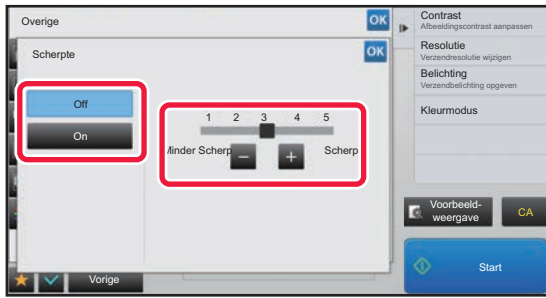 Overige
OK
Scherpte
OK
Off
On
1 2 3 4 5
Minder Scherp
Scherp
Vorige
Contrast
Afbeeldingscontrast aanpassen
Resolutie
Verzendresolutie wijzigen
Belichting
Verzendbelichting opgeven
Kleurmodus
Voorbeeld-
weergave
CA
Start